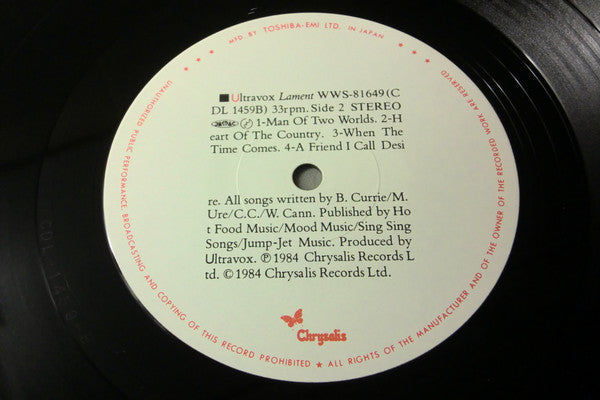 MFD BY TOSHIBA-EMI LTD. IN JAPAN
■Ultravox Lament WWS-81649(C
DL 1459B) 33rpm. Side 2 STEREO
1-Man Of Two Worlds. 2-H
eart Of The Country. 3-When The
Time Comes. 4-A Friend I Call Desi
re. All songs written by B. Currie/M.
Ure/C.C./W. Cann. Published by Ho
t Food Music/Mood Music/Sing Sing
Songs/Jump-Jet Music. Produced by
Ultravox. ℗1984 Chrysalis Records L
td. ©1984 Chrysalis Records Ltd.
Chrysalis
UNAUTHORIZED PUBLIC PERFORMANCE, BROADCASTING AND COPYING OF THIS RECORD PROHIBITED ★ ALL RIGHTS OF THE MANUFACTURER AND OF THE OWNER OF THE RECORDED WORK ARE RESERVED